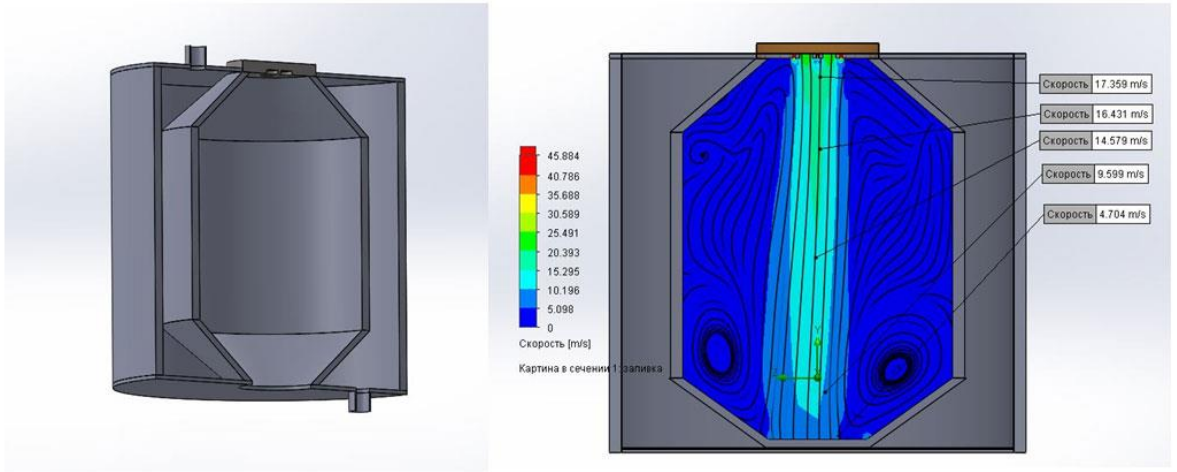 Скорость 17.359 m/s
Скорость 16.431 m/s
Скорость 14.579 m/s
Скорость 9.599 m/s
Скорость 4.704 m/s
45.884
40.786
35.688
30.589
25.491
20.393
15.295
10.196
5.098
0
Скорость [m/s]
Картина в сечении 1: заливка
Y